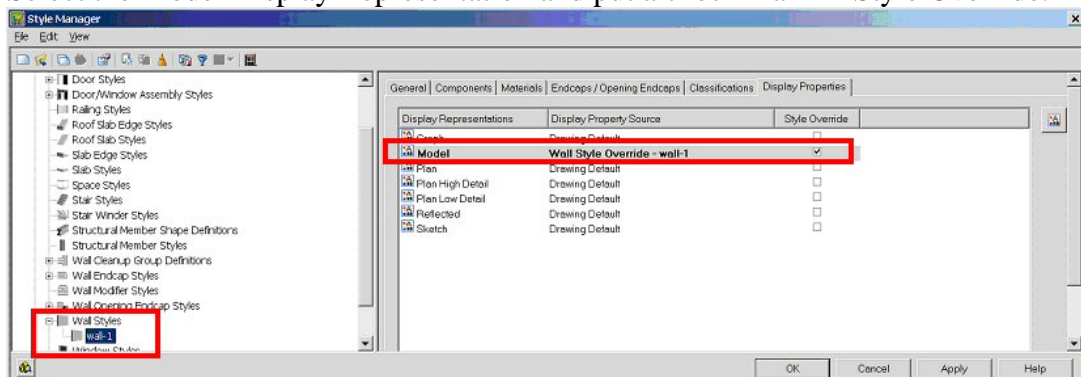 Style Manager
File Edit View
Door Styles
Door/Window Assembly Styles
Railing Styles
Roof Slab Edge Styles
Roof Slab Styles
Slab Edge Styles
Slab Styles
Space Styles
Stair Styles
Stair Winder Styles
Structural Member Shape Definitions
Structural Member Styles
Wall Cleanup Group Definitions
Wall Endcap Styles
Wall Modifier Styles
Wall Opening Endcap Styles
Wall Styles
wall-1
Window Styles
General Components Materials Endcaps / Opening Endcaps Classifications Display Properties
Display Representations Display Property Source Style Override
Graph Drawing Default
Model Wall Style Override - wall-1
Plan Drawing Default
Plan High Detail Drawing Default
Plan Low Detail Drawing Default
Reflected Drawing Default
Sketch Drawing Default
OK Cancel Apply Help